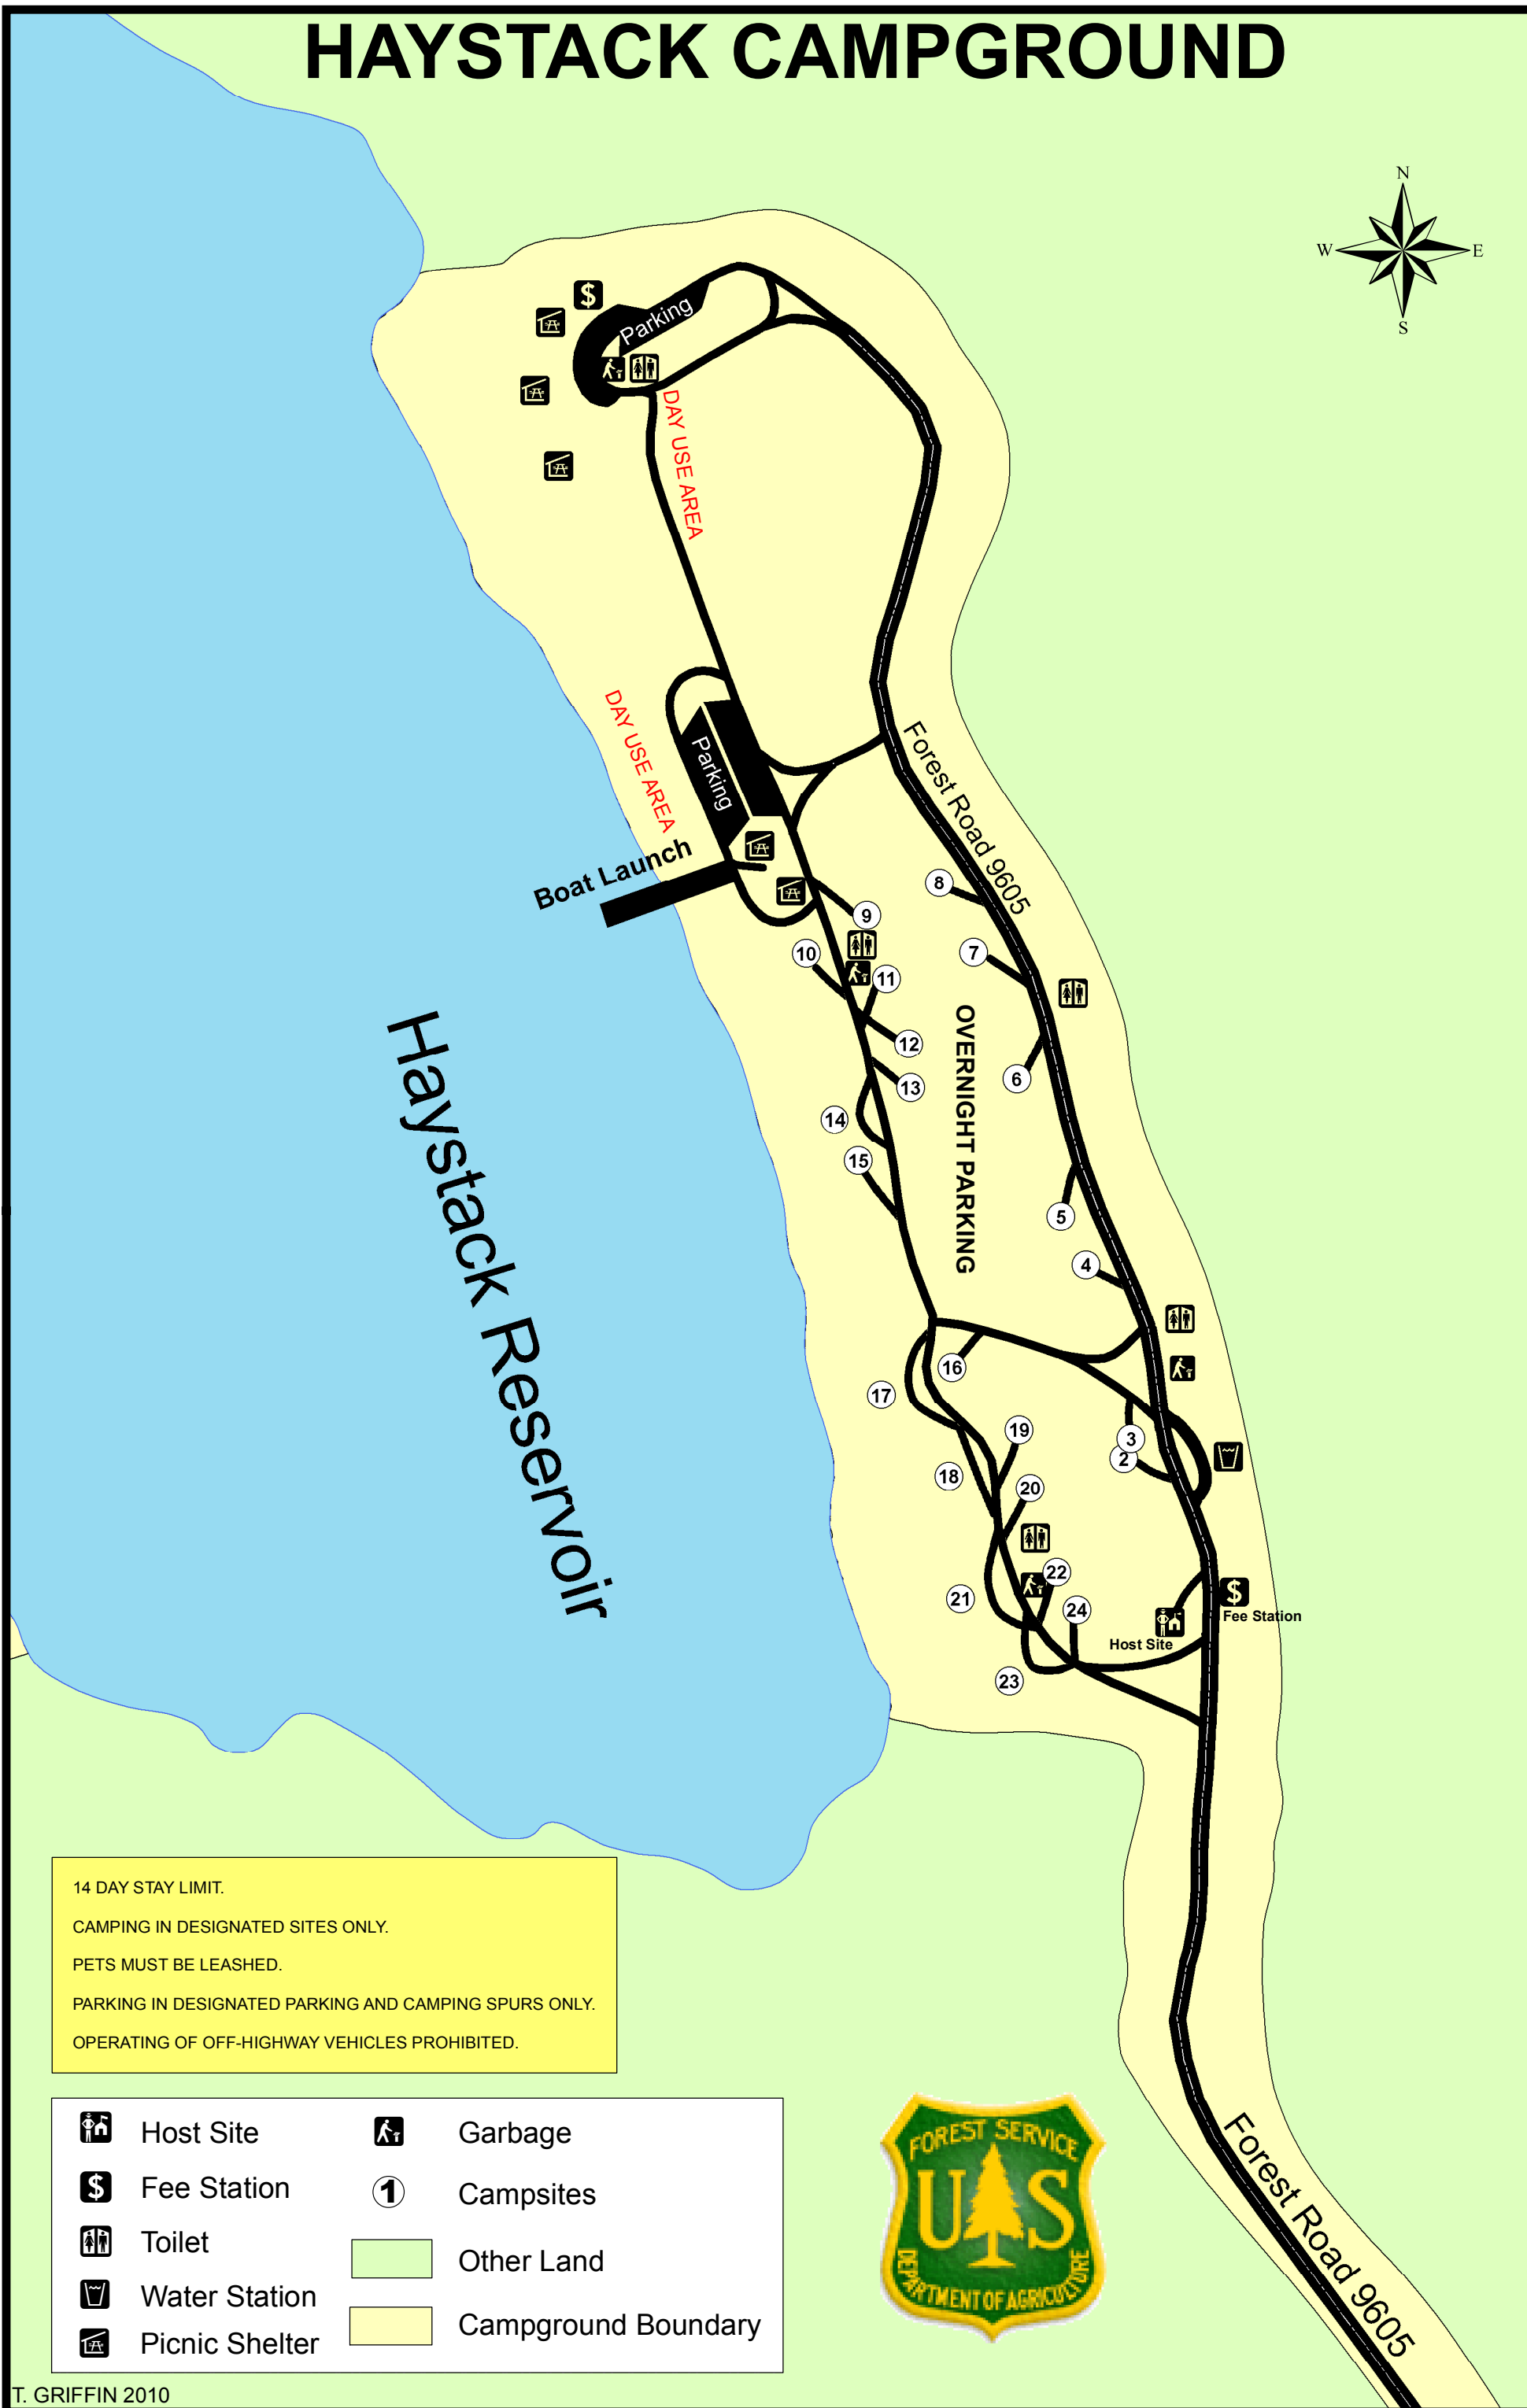 HAYSTACK CAMPGROUND
N
W
E
S
$
Parking
DAY USE AREA
DAY USE AREA
Parking
Forest Road 9605
Boat Launch
8
9
10
7
11
12
13
6
14
15
OVERNIGHT PARKING
5
4
16
17
19
3
2
18
20
22
21
24
$
Fee Station
Host Site
23
Haystack Reservoir
14 DAY STAY LIMIT.
CAMPING IN DESIGNATED SITES ONLY.
PETS MUST BE LEASHED.
PARKING IN DESIGNATED PARKING AND CAMPING SPURS ONLY.
OPERATING OF OFF-HIGHWAY VEHICLES PROHIBITED.
Host Site
$
Fee Station
Toilet
Water Station
Picnic Shelter
Garbage
1
Campsites
Other Land
Campground Boundary
FOREST SERVICE
U S
DEPARTMENT OF AGRICULTURE
Forest Road 9605
T. GRIFFIN 2010